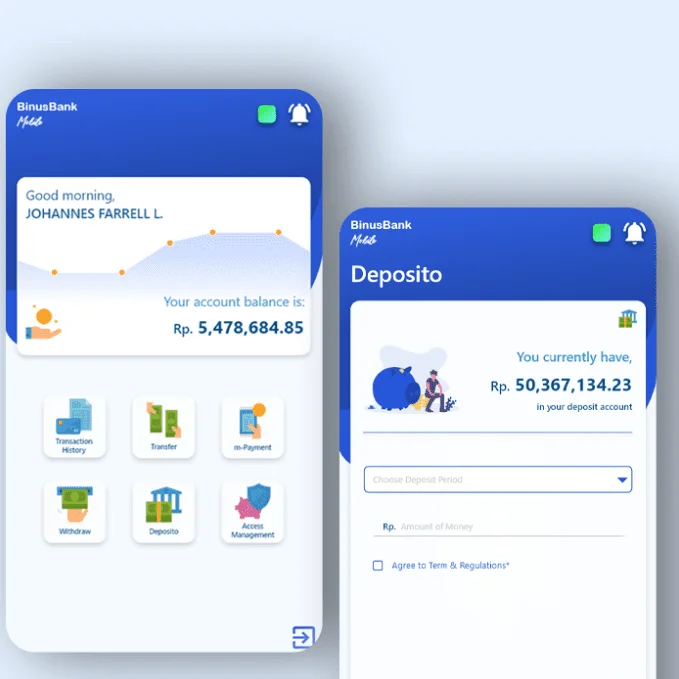 BinusBank
Mobile
Good morning,
JOHANNES FARRELL L.
Your account balance is:
Rp. 5,478,684.85
Transaction
History
Transfer
m-Payment
Withdraw
Deposito
Access
Management
BinusBank
Mobile
Deposito
You currently have,
Rp. 50,367,134.23
in your deposit account
Choose Deposit Period
Rp. Amount of Money
Agree to Term & Regulations*